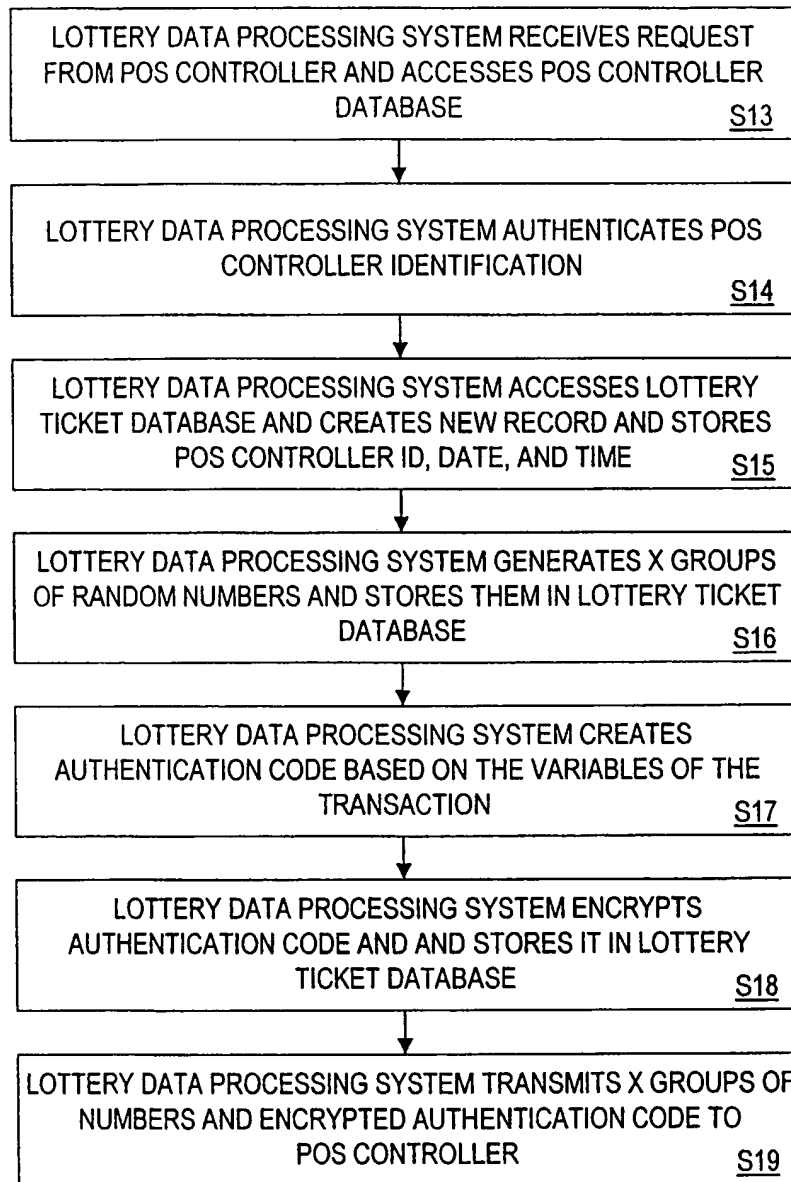 LOTTERY DATA PROCESSING SYSTEM RECEIVES REQUEST
FROM POS CONTROLLER AND ACCESSES POS CONTROLLER
DATABASE
S13
LOTTERY DATA PROCESSING SYSTEM AUTHENTICATES POS
CONTROLLER IDENTIFICATION
S14
LOTTERY DATA PROCESSING SYSTEM ACCESSES LOTTERY
TICKET DATABASE AND CREATES NEW RECORD AND STORES
POS CONTROLLER ID, DATE, AND TIME
S15
LOTTERY DATA PROCESSING SYSTEM GENERATES X GROUPS
OF RANDOM NUMBERS AND STORES THEM IN LOTTERY TICKET
DATABASE
S16
LOTTERY DATA PROCESSING SYSTEM CREATES
AUTHENTICATION CODE BASED ON THE VARIABLES OF THE
TRANSACTION
S17
LOTTERY DATA PROCESSING SYSTEM ENCRYPTS
AUTHENTICATION CODE AND AND STORES IT IN LOTTERY
TICKET DATABASE
S18
LOTTERY DATA PROCESSING SYSTEM TRANSMITS X GROUPS OF
NUMBERS AND ENCRYPTED AUTHENTICATION CODE TO
POS CONTROLLER
S19